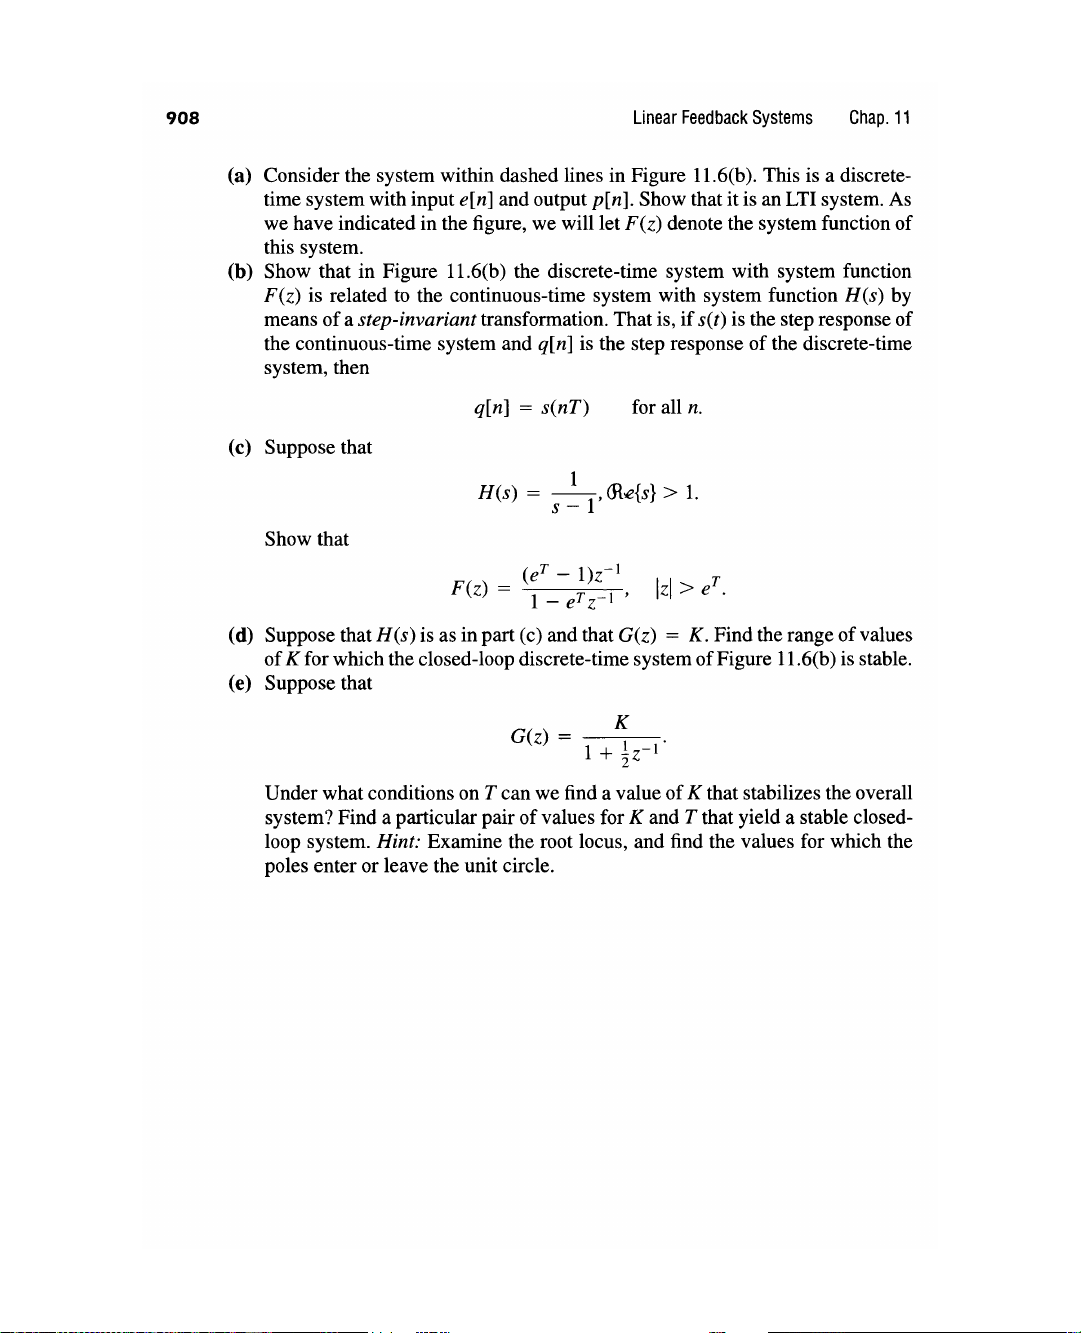 908 Linear Feedback Systems Chap. 11
(a) Consider the system within dashed lines in Figure 11.6(b). This is a discrete-
time system with input e[n] and output p[n]. Show that it is an LTI system. As
we have indicated in the figure, we will let F(z) denote the system function of
this system.
(b) Show that in Figure 11.6(b) the discrete-time system with system function
F(z) is related to the continuous-time system with system function H(s) by
means of a step-invariant transformation. That is, if s(t) is the step response of
the continuous-time system and q[n] is the step response of the discrete-time
system, then
q[n] = s(nT) for all n.
(c) Suppose that
H(s) = \frac{1}{s - 1}, ℛℯ{s} > 1.
Show that
F(z) = \frac{(e^T - 1)z^{-1}}{1 - e^T z^{-1}}, |z| > e^T.
(d) Suppose that H(s) is as in part (c) and that G(z) = K. Find the range of values
of K for which the closed-loop discrete-time system of Figure 11.6(b) is stable.
(e) Suppose that
G(z) = \frac{K}{1 + \frac{1}{2}z^{-1}}.
Under what conditions on T can we find a value of K that stabilizes the overall
system? Find a particular pair of values for K and T that yield a stable closed-
loop system. Hint: Examine the root locus, and find the values for which the
poles enter or leave the unit circle.